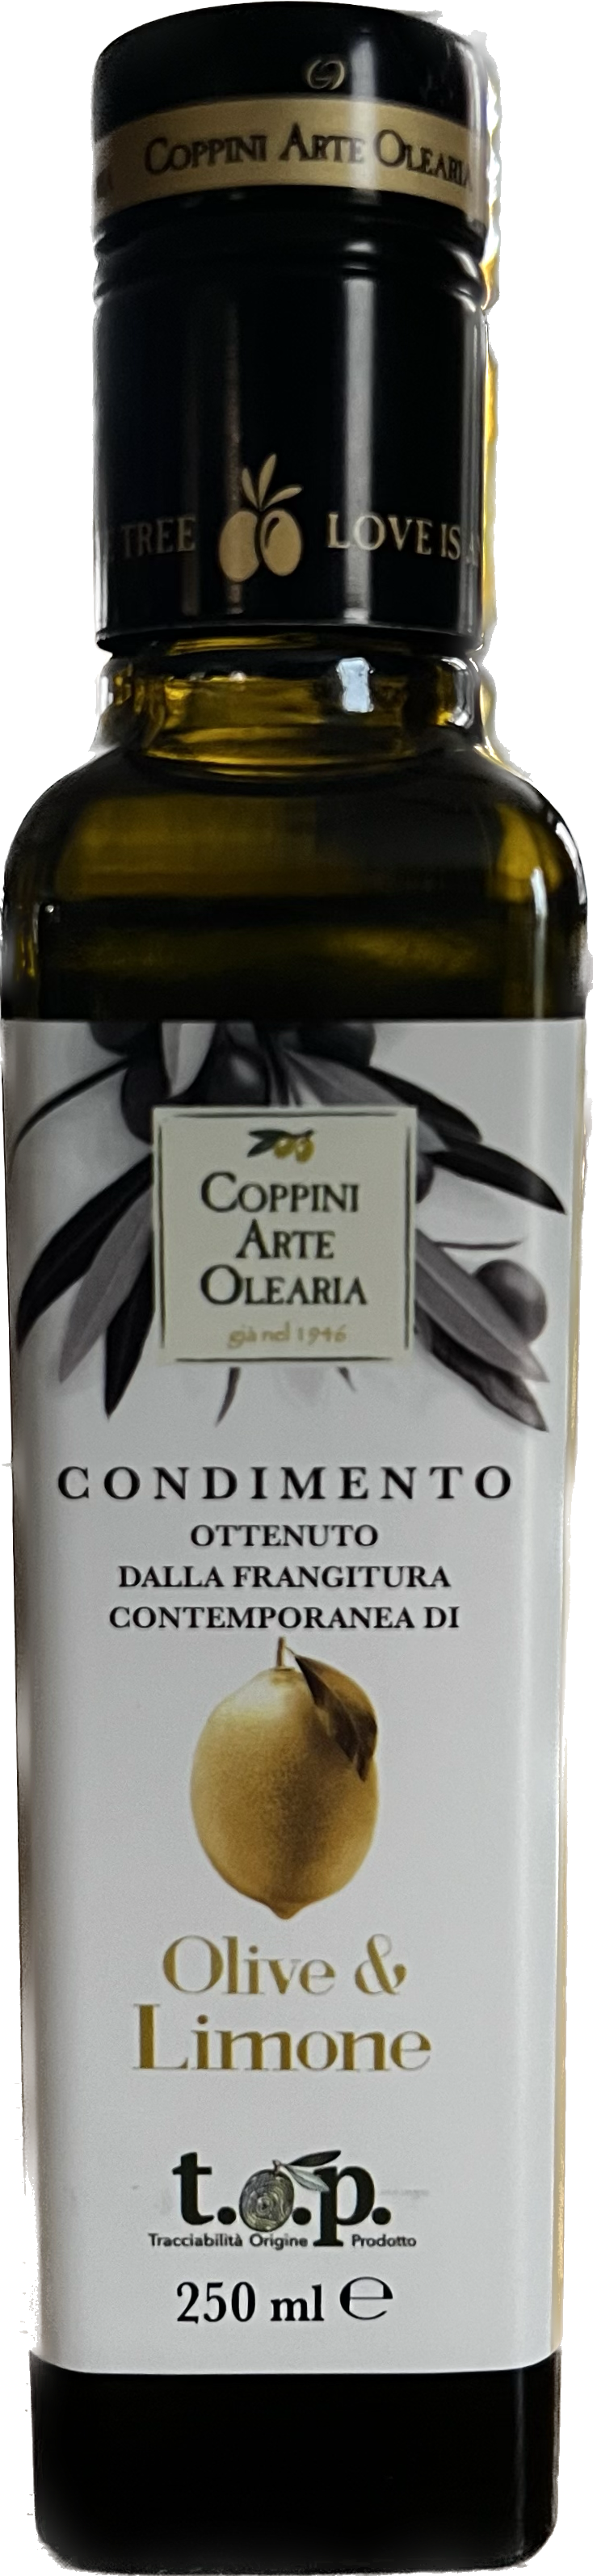 COPPINI ARTE OLEARIA
TREE LOVE IS
COPPINI
ARTE
OLEARIA
già nel 1946
CONDIMENTO
OTTENUTO
DALLA FRANGITURA
CONTEMPORANEA DI
Olive &
Limone
t.o.p.
Tracciabilità Origine Prodotto
250 ml ℮